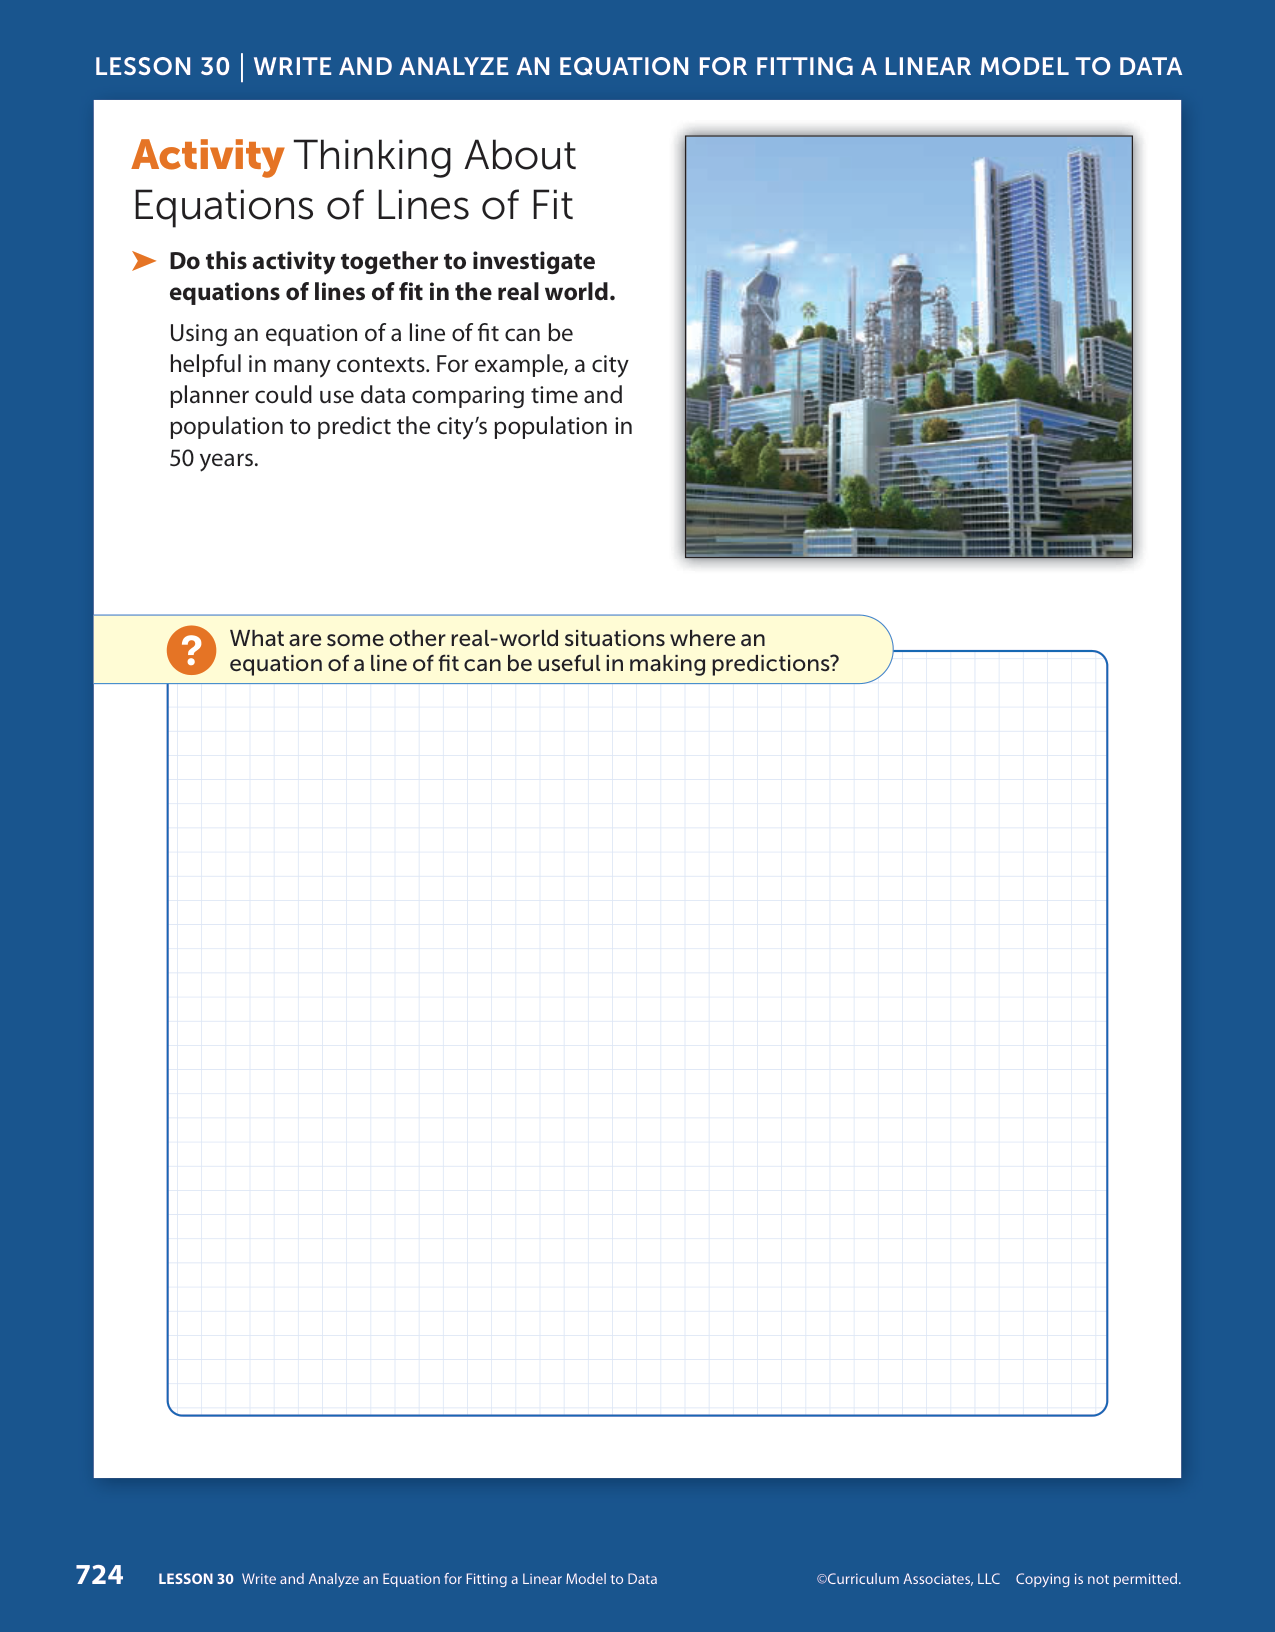 LESSON 30 | WRITE AND ANALYZE AN EQUATION FOR FITTING A LINEAR MODEL TO DATA
Activity Thinking About
Equations of Lines of Fit
➤ Do this activity together to investigate
equations of lines of fit in the real world.
Using an equation of a line of fit can be
helpful in many contexts. For example, a city
planner could use data comparing time and
population to predict the city’s population in
50 years.
? What are some other real-world situations where an
equation of a line of fit can be useful in making predictions?
724 LESSON 30 Write and Analyze an Equation for Fitting a Linear Model to Data ©Curriculum Associates, LLC Copying is not permitted.